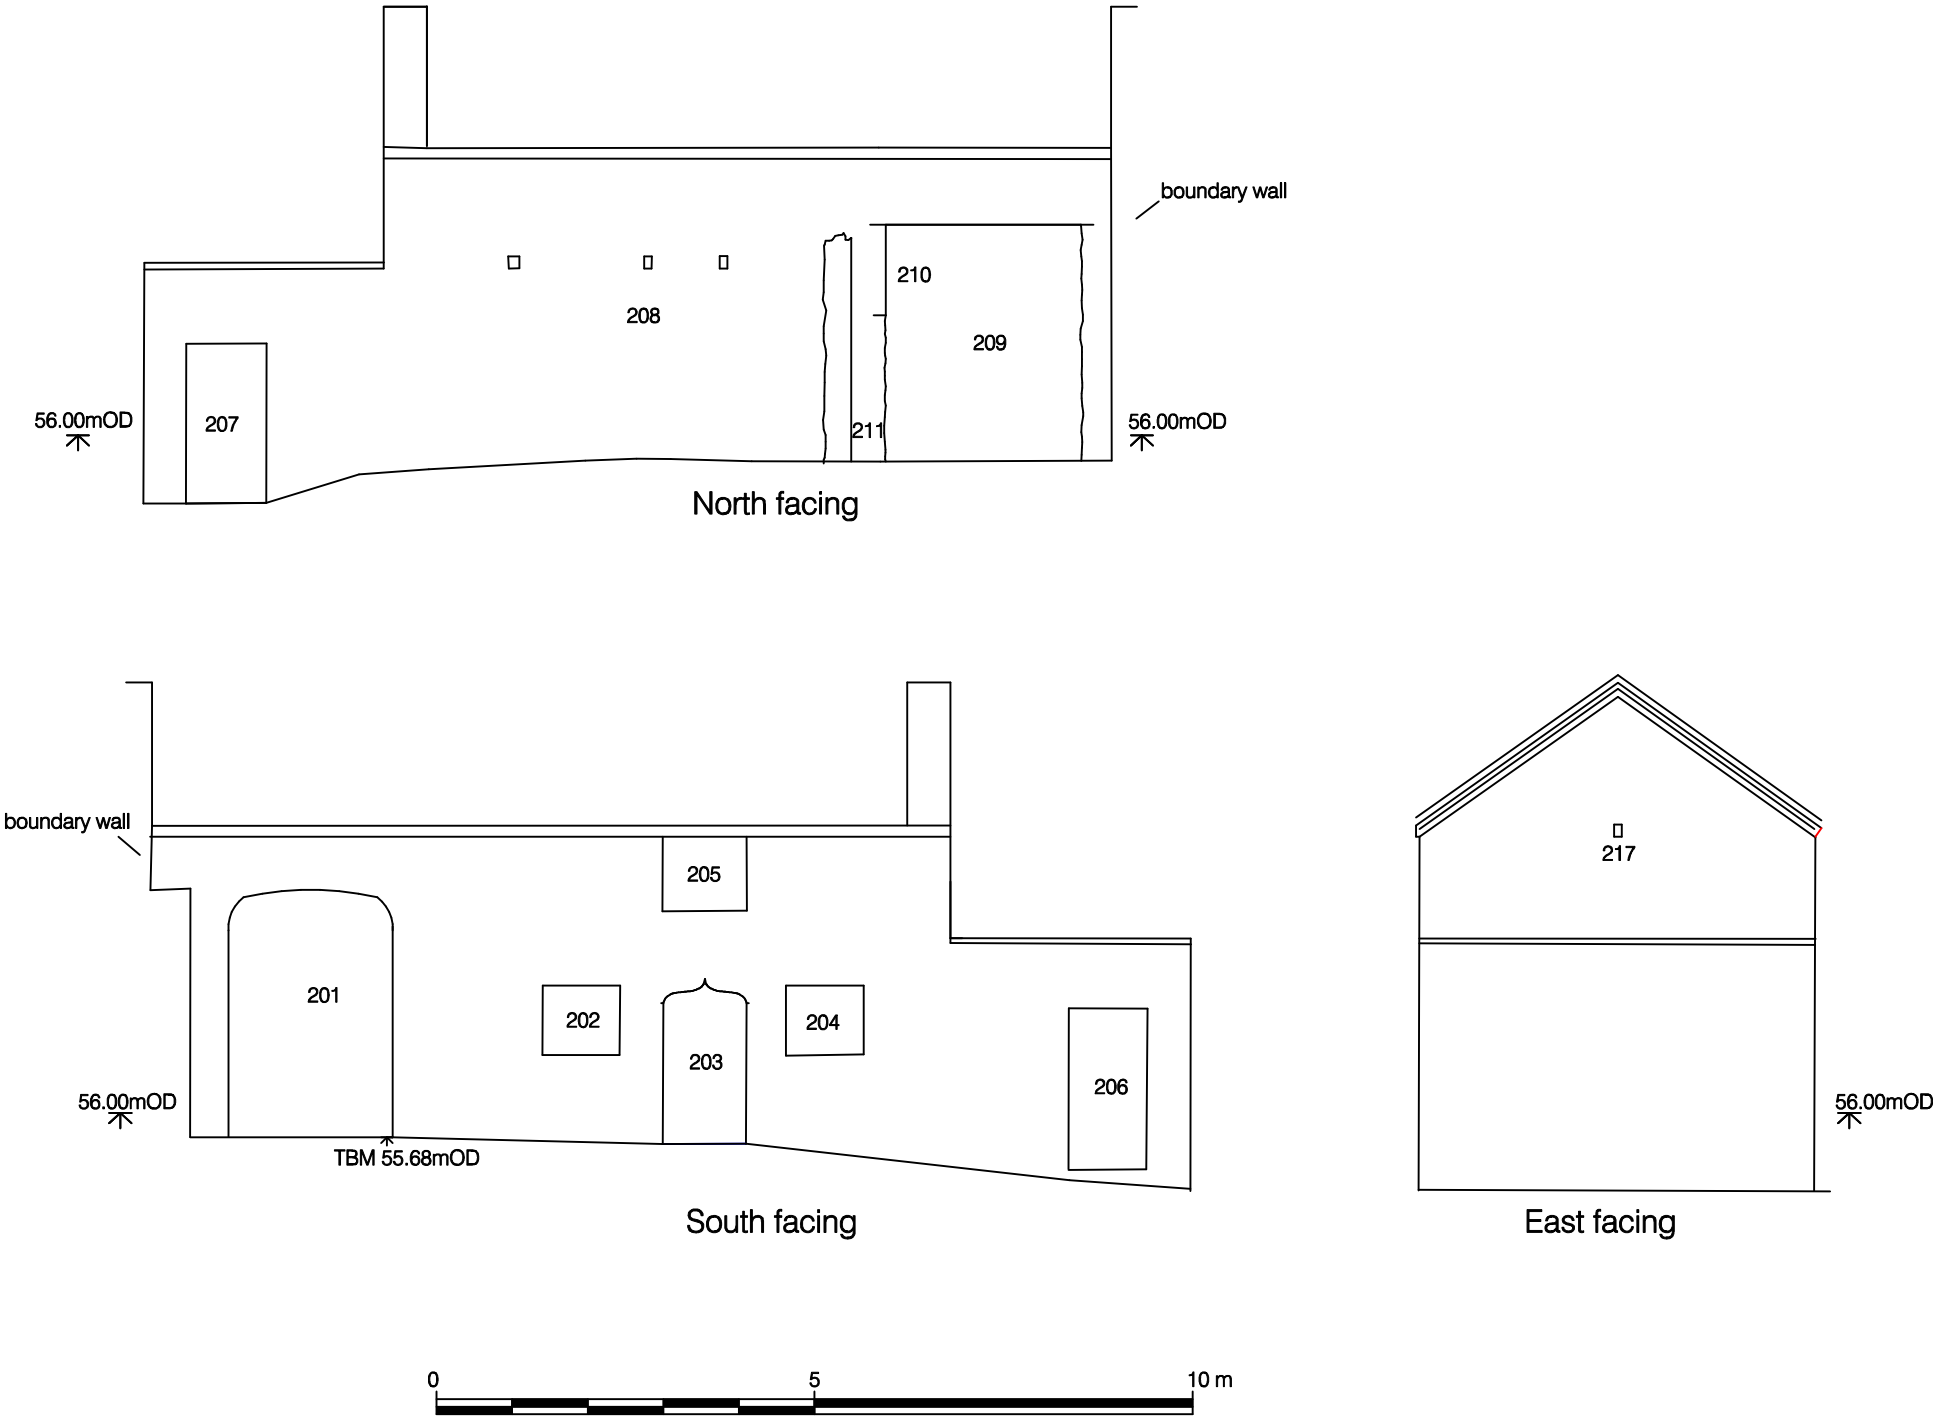 boundary wall
210
208
209
56.00mOD
207
211
56.00mOD
North facing
boundary wall
205
217
201
202
203
204
206
56.00mOD
TBM 55.68mOD
56.00mOD
South facing
East facing
0 5 10 m